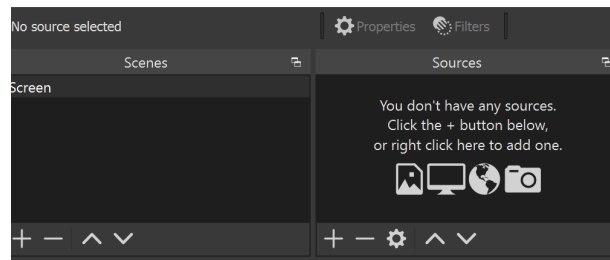 No source selected
Properties
Filters
Scenes
Sources
Screen
You don't have any sources.
Click the + button below,
or right click here to add one.